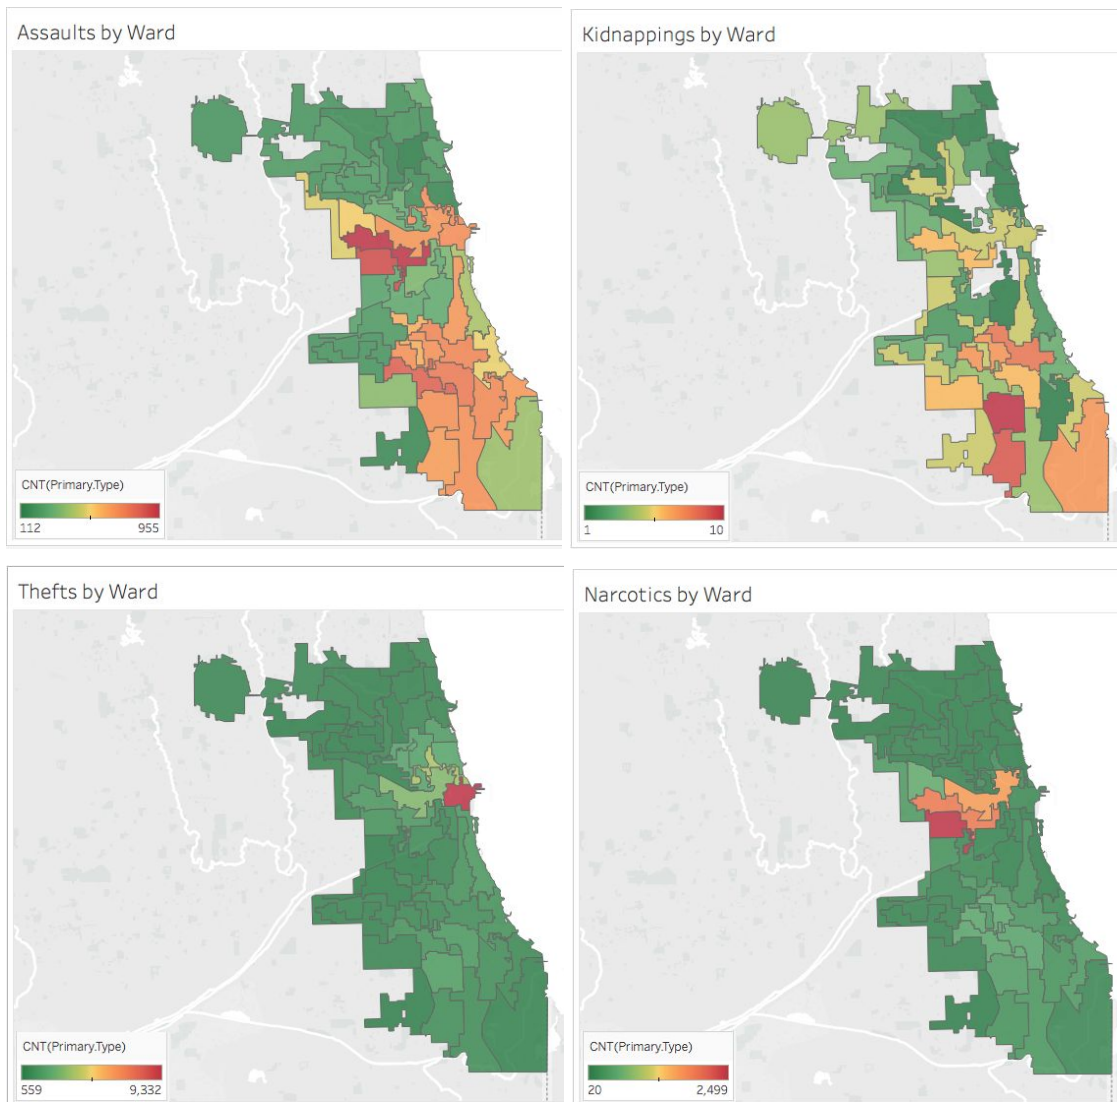 Assaults by Ward
CNT(Primary.Type)
112 955
Kidnappings by Ward
CNT(Primary.Type)
1 10
Thefts by Ward
CNT(Primary.Type)
559 9,332
Narcotics by Ward
CNT(Primary.Type)
20 2,499